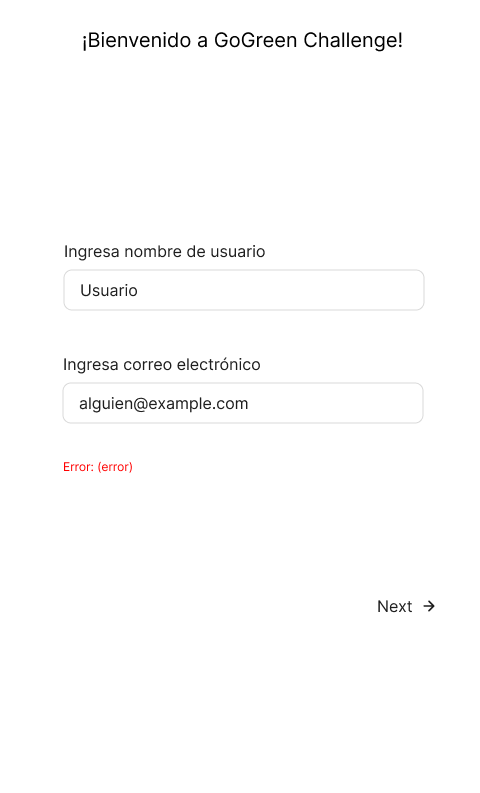 ¡Bienvenido a GoGreen Challenge!
Ingresa nombre de usuario
Usuario
Ingresa correo electrónico
alguien@example.com
Error: (error)
Next →